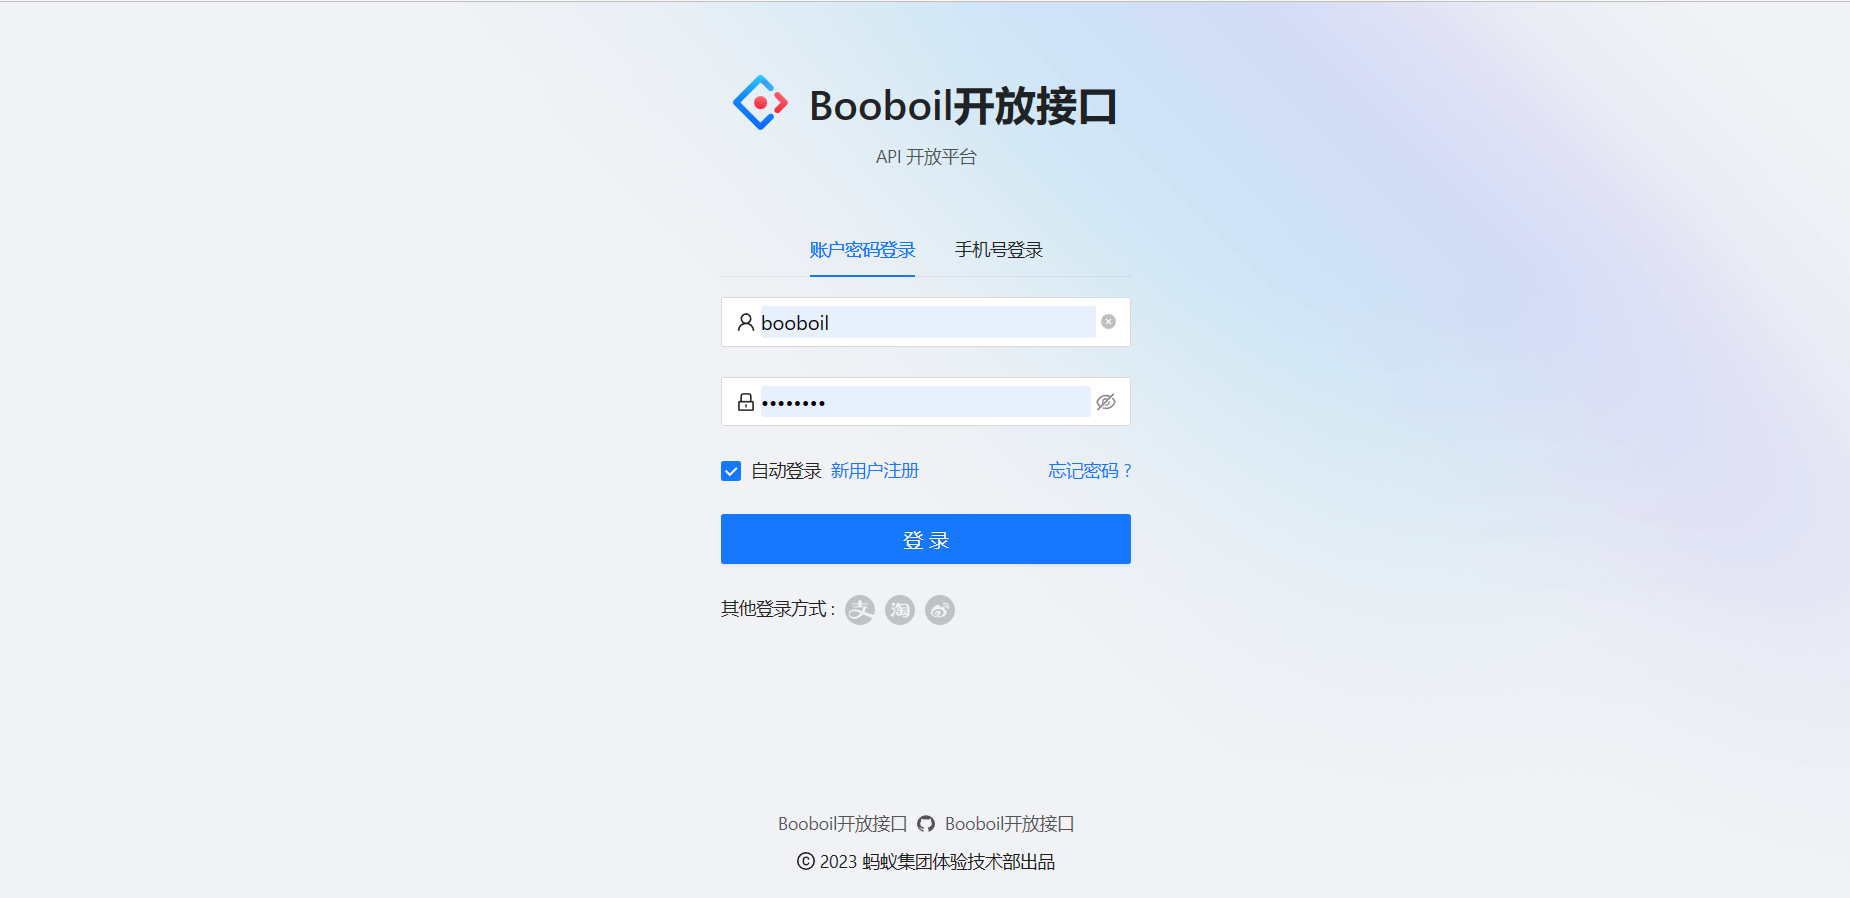 Booboil开放接口
API 开放平台
账户密码登录 手机号登录
booboil
••••••••
自动登录 新用户注册 忘记密码 ?
登 录
其他登录方式 : 支 淘
Booboil开放接口 Booboil开放接口
© 2023 蚂蚁集团体验技术部出品